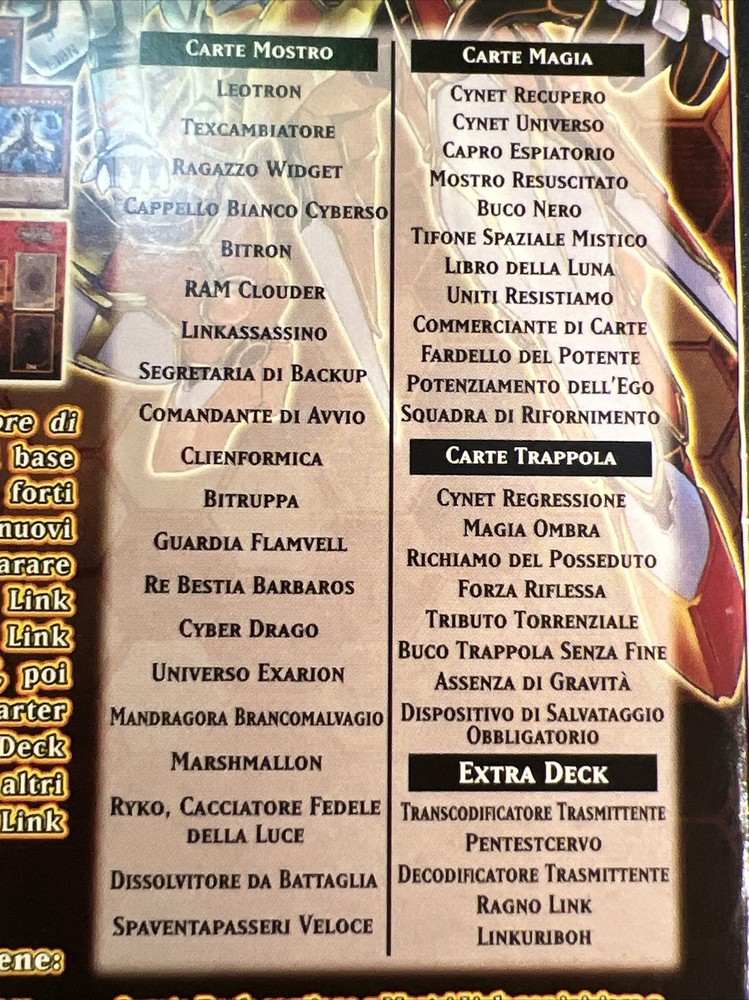 CARTE MOSTRO
LEOTRON
TEXCAMBIATORE
RAGAZZO WIDGET
CAPPELLO BIANCO CYBERSO
BITRON
RAM CLOUDER
LINKASSASSINO
SEGRETARIA DI BACKUP
COMANDANTE DI AVVIO
CLIENFORMICA
BITRUPPA
GUARDIA FLAMVELL
RE BESTIA BARBAROS
CYBER DRAGO
UNIVERSO EXARION
MANDRAGORA BRANCOMALVAGIO
MARSHMALLON
RYKO, CACCIATORE FEDELE
DELLA LUCE
DISSOLVITORE DA BATTAGLIA
SPAVENTAPASSERI VELOCE
CARTE MAGIA
CYNET RECUPERO
CYNET UNIVERSO
CAPRO ESPIATORIO
MOSTRO RESUSCITATO
BUCO NERO
TIFONE SPAZIALE MISTICO
LIBRO DELLA LUNA
UNITI RESISTIAMO
COMMERCIANTE DI CARTE
FARDELLO DEL POTENTE
POTENZIAMENTO DELL'EGO
SQUADRA DI RIFORNIMENTO
CARTE TRAPPOLA
CYNET REGRESSIONE
MAGIA OMBRA
RICHIAMO DEL POSSEDUTO
FORZA RIFLESSA
TRIBUTO TORRENZIALE
BUCO TRAPPOLA SENZA FINE
ASSENZA DI GRAVITÀ
DISPOSITIVO DI SALVATAGGIO
OBBLIGATORIO
EXTRA DECK
TRANSCODIFICATORE TRASMITTENTE
PENTESTCERVO
DECODIFICATORE TRASMITTENTE
RAGNO LINK
LINKURIBOH
re di
base
forti
nuovi
arare
Link
Link
, poi
arter
Deck
altri
Link
ene: